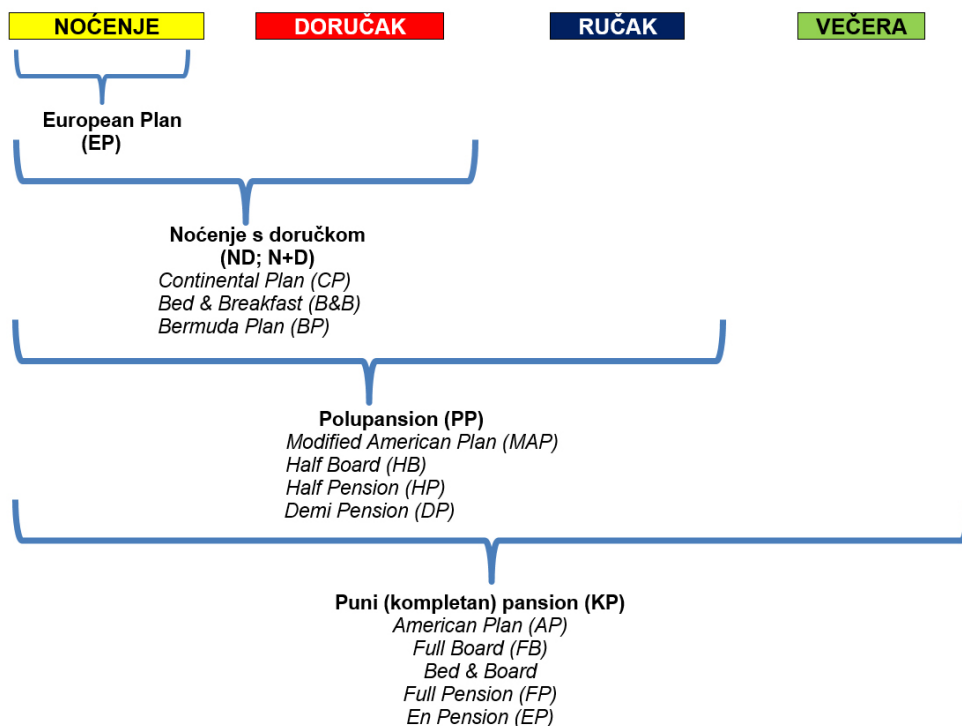 NOĆENJE
DORUČAK
RUČAK
VEČERA
European Plan
(EP)
Noćenje s doručkom
(ND; N+D)
Continental Plan (CP)
Bed & Breakfast (B&B)
Bermuda Plan (BP)
Polupansion (PP)
Modified American Plan (MAP)
Half Board (HB)
Half Pension (HP)
Demi Pension (DP)
Puni (kompletan) pansion (KP)
American Plan (AP)
Full Board (FB)
Bed & Board
Full Pension (FP)
En Pension (EP)